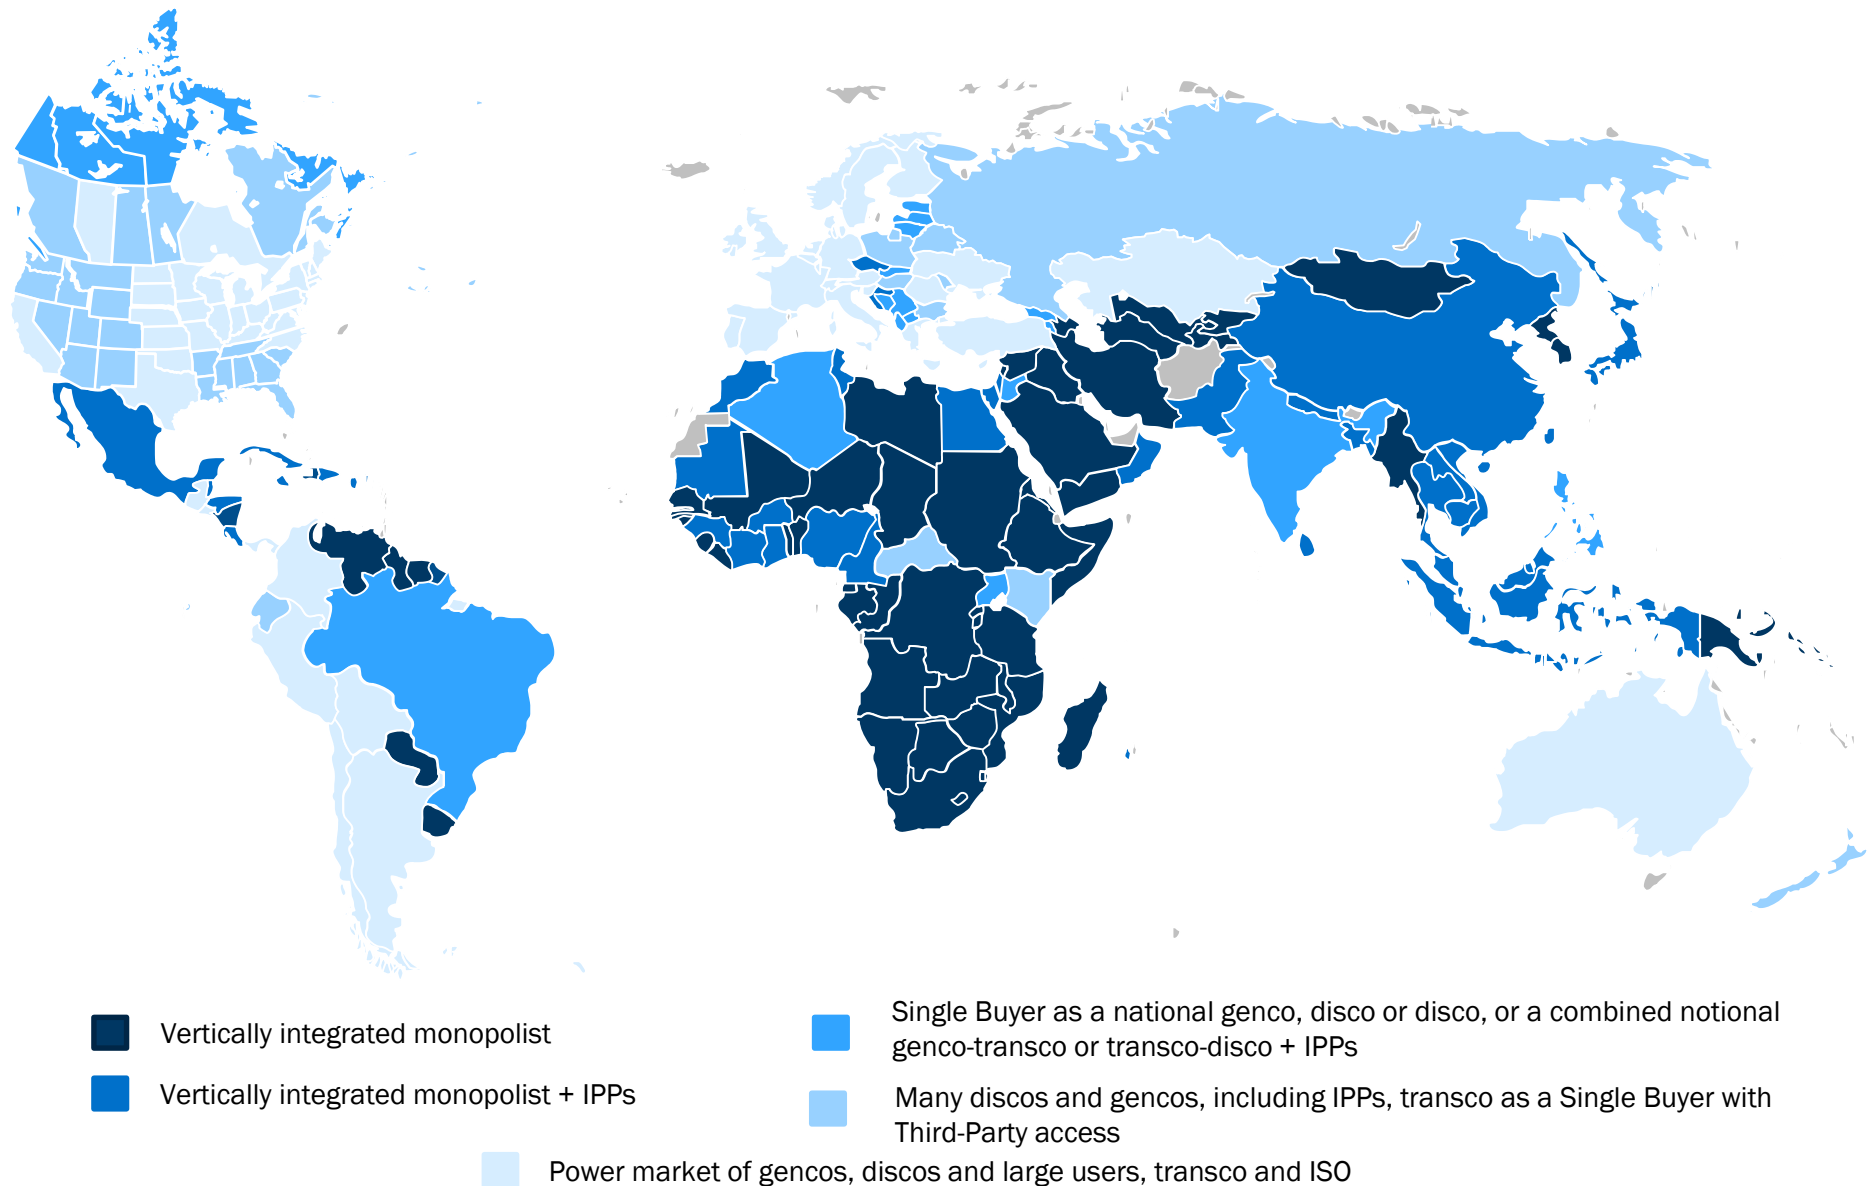 Vertically integrated monopolist
Vertically integrated monopolist + IPPs
Single Buyer as a national genco, disco or disco, or a combined notional
genco-transco or transco-disco + IPPs
Many discos and gencos, including IPPs, transco as a Single Buyer with
Third-Party access
Power market of gencos, discos and large users, transco and ISO